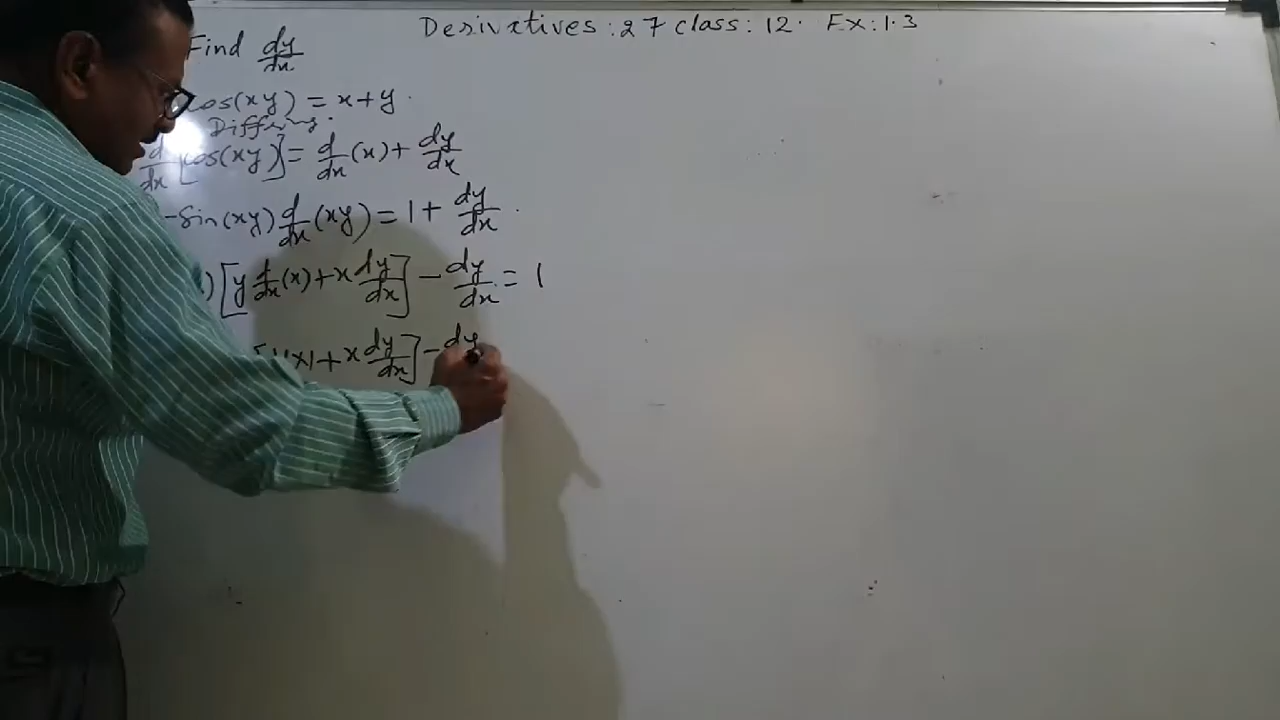 Derivatives : 27 class: 12. Ex: 1.3
Find dy/dx
cos(xy) = x+y.
d/dx [cos(xy)] = d/dx (x) + dy/dx
-Sin(xy) d/dx (xy) = 1 + dy/dx .
) [y d/dx (x) + x dy/dx] - dy/dx = 1
x1 + x dy/dx] - dy